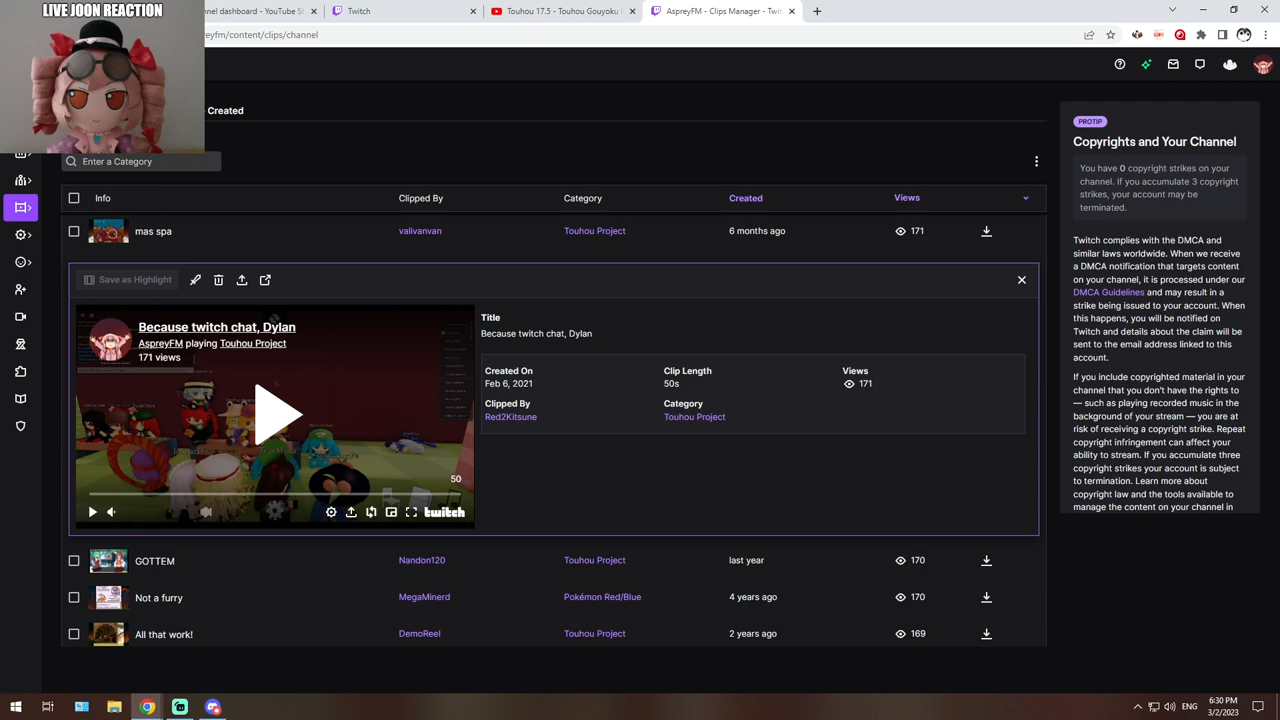 LIVE JOON REACTION
nel dashboard - YouTube S
Twitch
Touhou 17.5 - Touhou Gouyoku I
AspreyFM - Clips Manager - Twit
eyfm/content/clips/channel
Created
Enter a Category
Info
Clipped By
Category
Created
Views
mas spa
valivanvan
Touhou Project
6 months ago
171
Save as Highlight
Because twitch chat, Dylan
AspreyFM playing Touhou Project
171 views
50
twitch
Title
Because twitch chat, Dylan
Created On
Feb 6, 2021
Clip Length
50s
Views
171
Clipped By
Red2Kitsune
Category
Touhou Project
GOTTEM
Nandon120
Touhou Project
last year
170
Not a furry
MegaMinerd
Pokémon Red/Blue
4 years ago
170
All that work!
DemoReel
Touhou Project
2 years ago
169
PROTIP
Copyrights and Your Channel
You have 0 copyright strikes on your
channel. If you accumulate 3 copyright
strikes, your account may be
terminated.
Twitch complies with the DMCA and
similar laws worldwide. When we receive
a DMCA notification that targets content
on your channel, it is processed under our
DMCA Guidelines and may result in a
strike being issued to your account. When
this happens, you will be notified on
Twitch and details about the claim will be
sent to the email address linked to this
account.
If you include copyrighted material in your
channel that you don't have the rights to
— such as playing recorded music in the
background of your stream — you are at
risk of receiving a copyright strike. Repeat
copyright infringement can affect your
ability to stream. If you accumulate three
copyright strikes your account is subject
to termination. Learn more about
copyright law and the tools available to
manage the content on your channel in
ENG
6:30 PM
3/2/2023